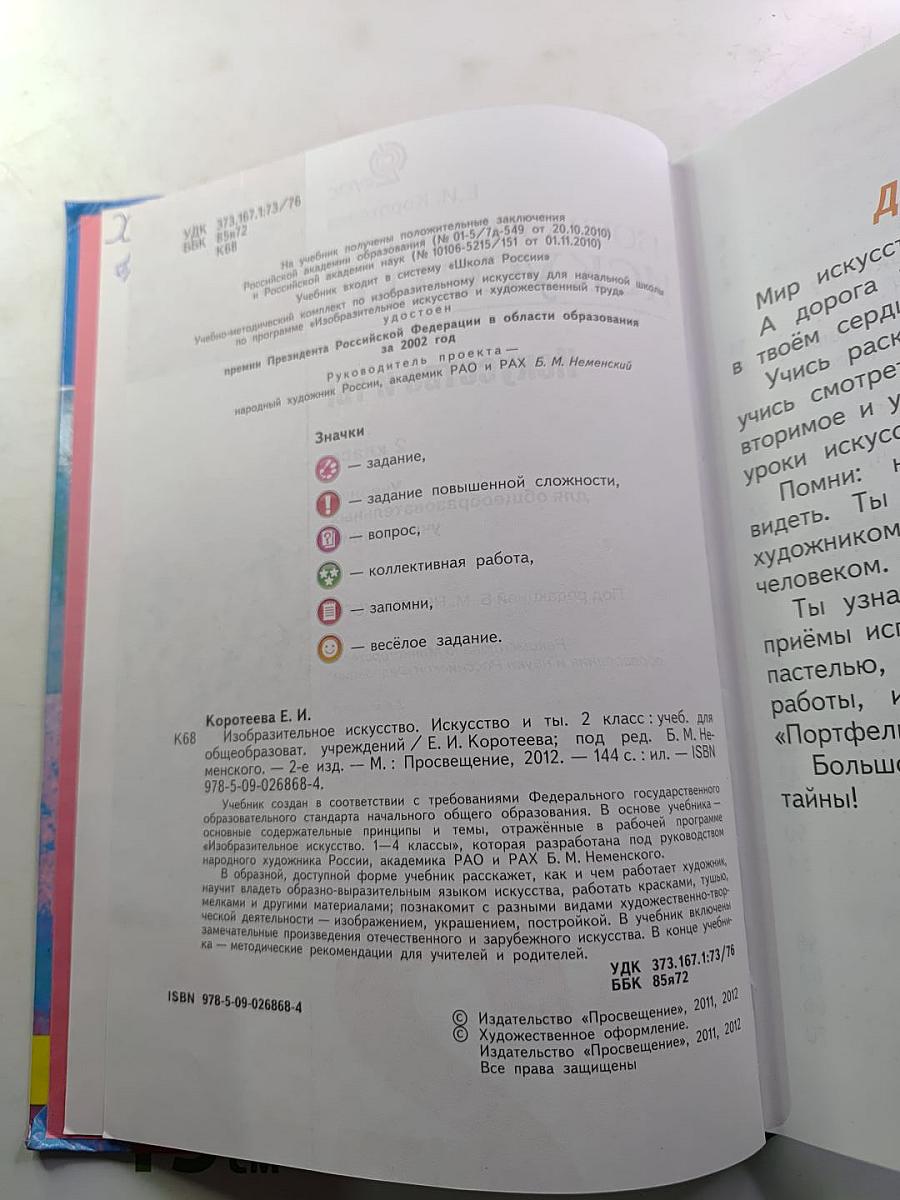 УДК 373.167.1:73/76
ББК 85я72
К68
На учебник получены положительные заключения
Российской академии образования (№ 01-5/7д-549 от 20.10.2010)
и Российской академии наук (№ 10106-5215/151 от 01.11.2010)
Учебник входит в систему «Школа России»
Учебно-методический комплект по изобразительному искусству для начальной школы
по программе «Изобразительное искусство и художественный труд»
удостоен
премии Президента Российской Федерации в области образования
за 2002 год
Руководитель проекта —
народный художник России, академик РАО и РАХ Б. М. Неменский
Значки
— задание,
— задание повышенной сложности,
— вопрос,
— коллективная работа,
— запомни,
— весёлое задание.
Коротеева Е. И.
К68 Изобразительное искусство. Искусство и ты. 2 класс : учеб. для
общеобразоват. учреждений / Е. И. Коротеева; под ред. Б. М. Не-
менского. — 2-е изд. — М. : Просвещение, 2012. — 144 с. : ил. — ISBN
978-5-09-026868-4.
Учебник создан в соответствии с требованиями Федерального государственного
образовательного стандарта начального общего образования. В основе учебника —
основные содержательные принципы и темы, отражённые в рабочей программе
«Изобразительное искусство. 1—4 классы», которая разработана под руководством
народного художника России, академика РАО и РАХ Б. М. Неменского.
В образной, доступной форме учебник расскажет, как и чем работает художник,
научит владеть образно-выразительным языком искусства, работать красками, тушью,
мелками и другими материалами; познакомит с разными видами художественно-твор-
ческой деятельности — изображением, украшением, постройкой. В учебник включены
замечательные произведения отечественного и зарубежного искусства. В конце учебни-
ка — методические рекомендации для учителей и родителей.
УДК 373.167.1:73/76
ББК 85я72
ISBN 978-5-09-026868-4
© Издательство «Просвещение», 2011, 2012
© Художественное оформление.
Издательство «Просвещение», 2011, 2012
Все права защищены
Мир искусст
А дорога
в твоём серд
Учись раск
учись смотрет
вторимое и у
уроки искусс
Помни: н
видеть. Ты
художником
человеком.
Ты узна
приёмы исп
пастелью,
работы, и
«Портфел
Большо
тайны!